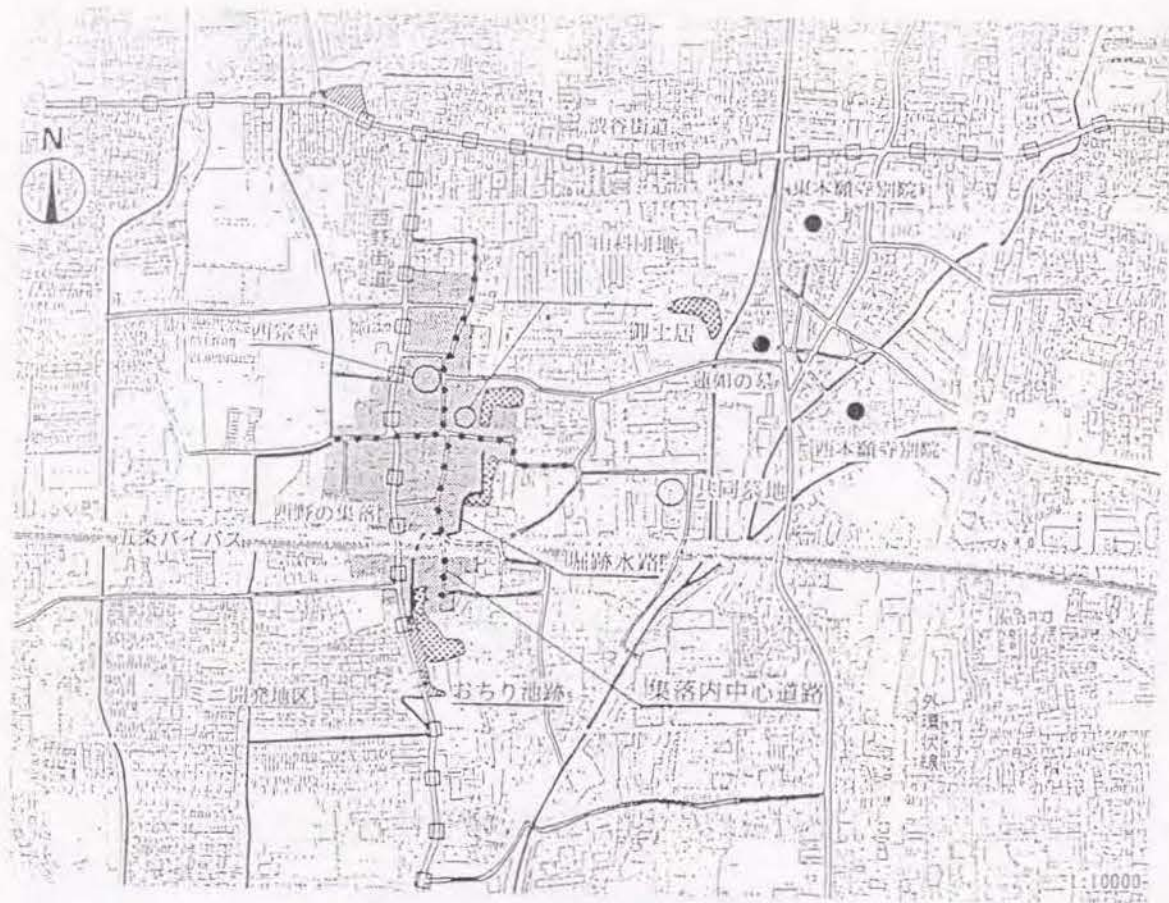 N
渋谷街道
東本願寺別院
山科団地
西宗寺
御土居
蓮如の墓
西本願寺別院
共同墓地
西野の集落
五条バイパス
堀跡水路
ミニ開発地区
おちり池跡
集落内中心道路
外環状線
1:10000